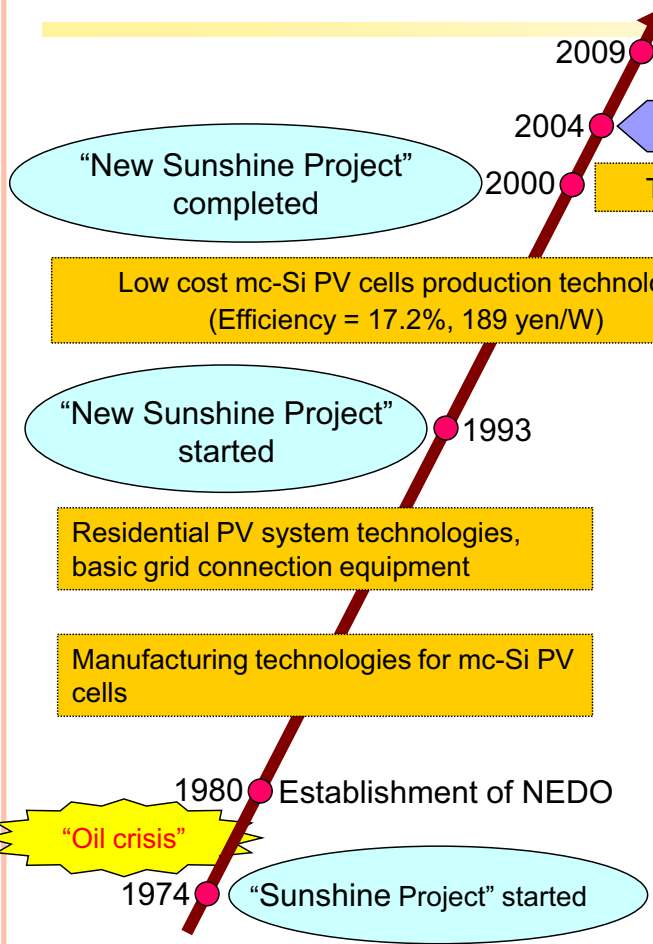 2009
2004
“New Sunshine Project”
completed
2000
Low cost mc-Si PV cells production
(Efficiency = 17.2%, 189 yen/W)
“New Sunshine Project”
started
1993
Residential PV system technologies,
basic grid connection equipment
Manufacturing technologies for mc-Si PV
cells
1980
Establishment of NEDO
“Oil crisis”
1974
“Sunshine Project” started